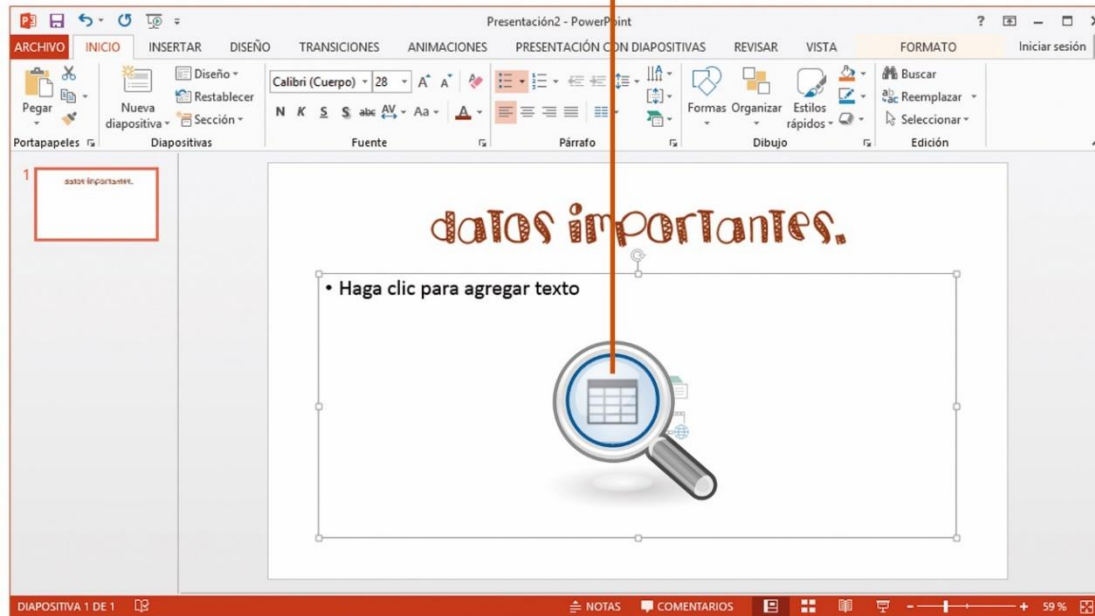 Presentación2 - PowerPoint
ARCHIVO INICIO INSERTAR DISEÑO TRANSICIONES ANIMACIONES PRESENTACIÓN CON DIAPOSITIVAS REVISAR VISTA FORMATO Iniciar sesión
Pegar
Nueva diapositiva
Diseño
Restablecer
Sección
Calibri (Cuerpo) 28
N K S S abc AV Aa A
Formas Organizar Estilos rápidos
Buscar
Reemplazar
Seleccionar
Portapapeles Diapositivas Fuente Párrafo Dibujo Edición
1
datos importantes.
datos importantes.
• Haga clic para agregar texto
DIAPOSITIVA 1 DE 1 NOTAS COMENTARIOS 59 %